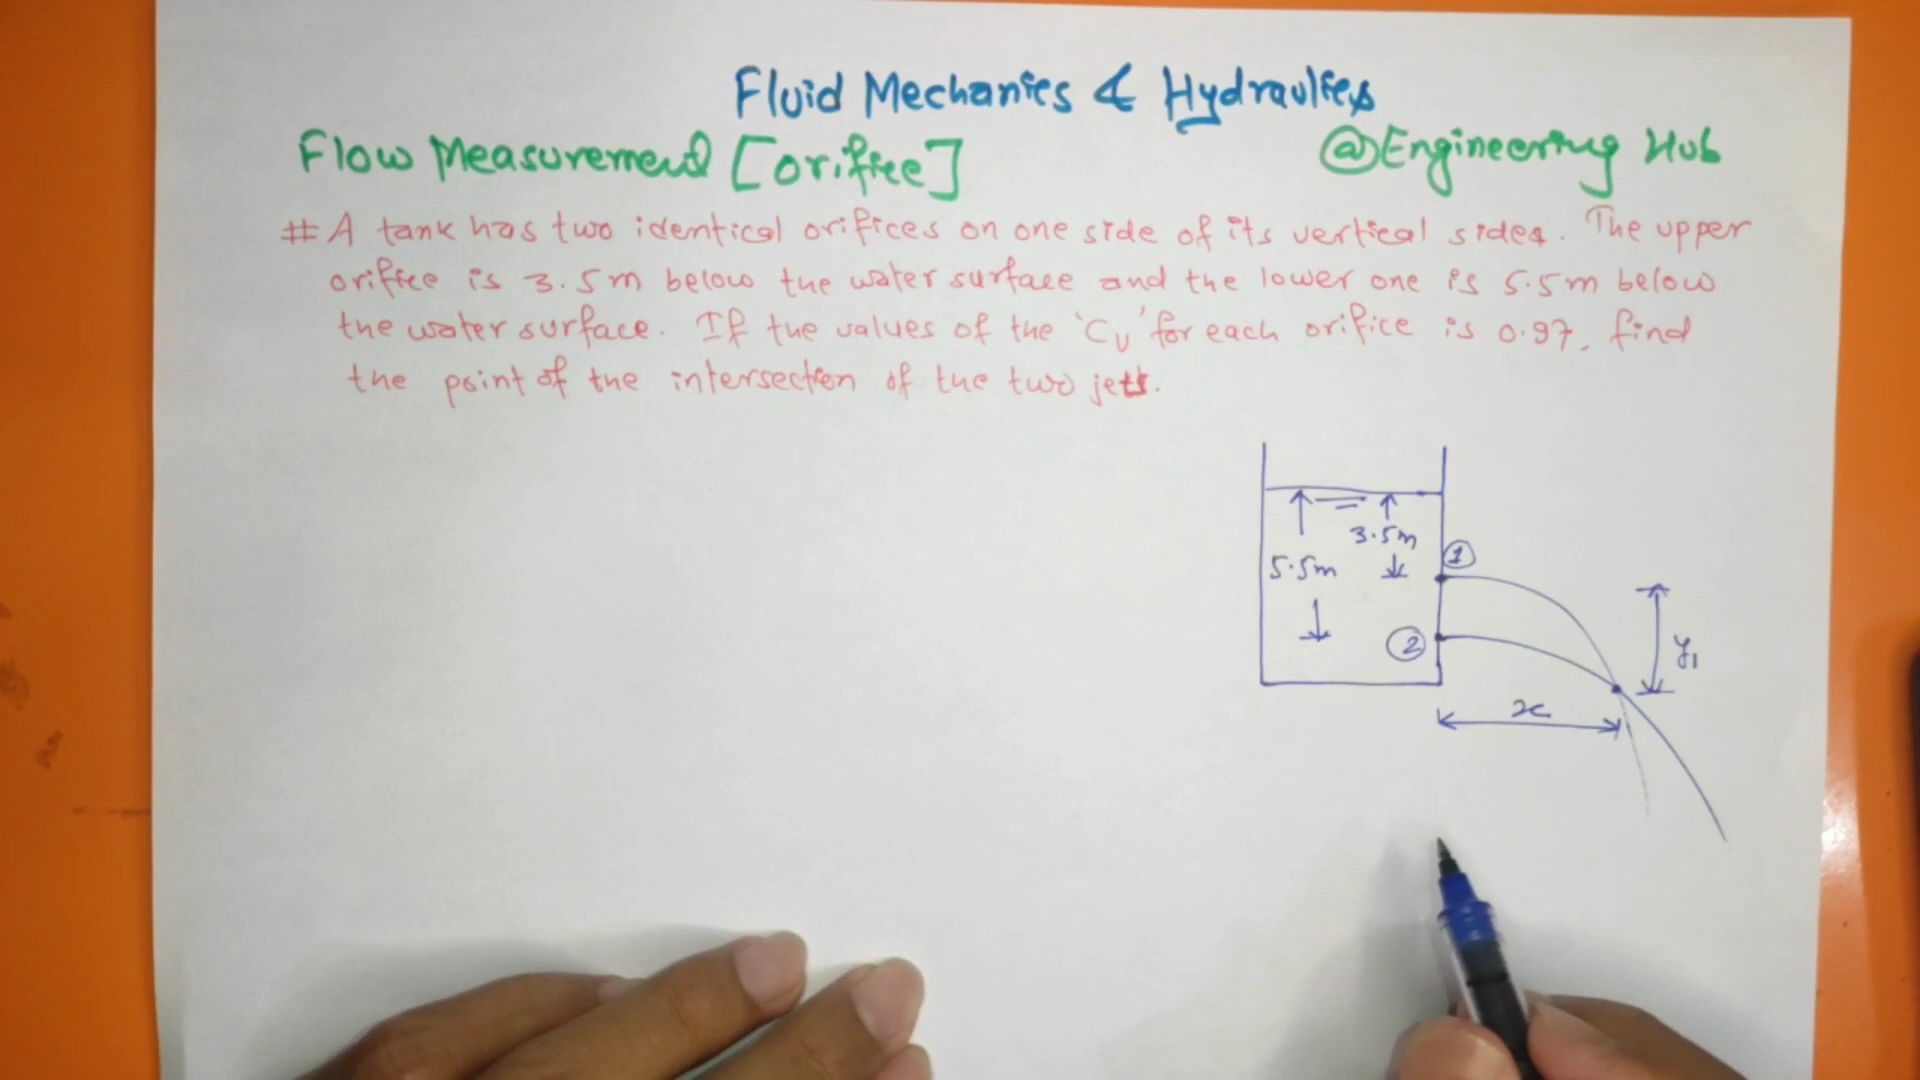 Fluid Mechanics & Hydraulics
Flow Measurement [orifice]
@Engineering Hub
# A tank has two identical orifices on one side of its vertical sides. The upper
orifice is 3.5m below the water surface and the lower one is 5.5m below
the water surface. If the values of the 'Cv' for each orifice is 0.97, find
the point of the intersection of the two jets.
3.5m
5.5m
1
2
y1
x